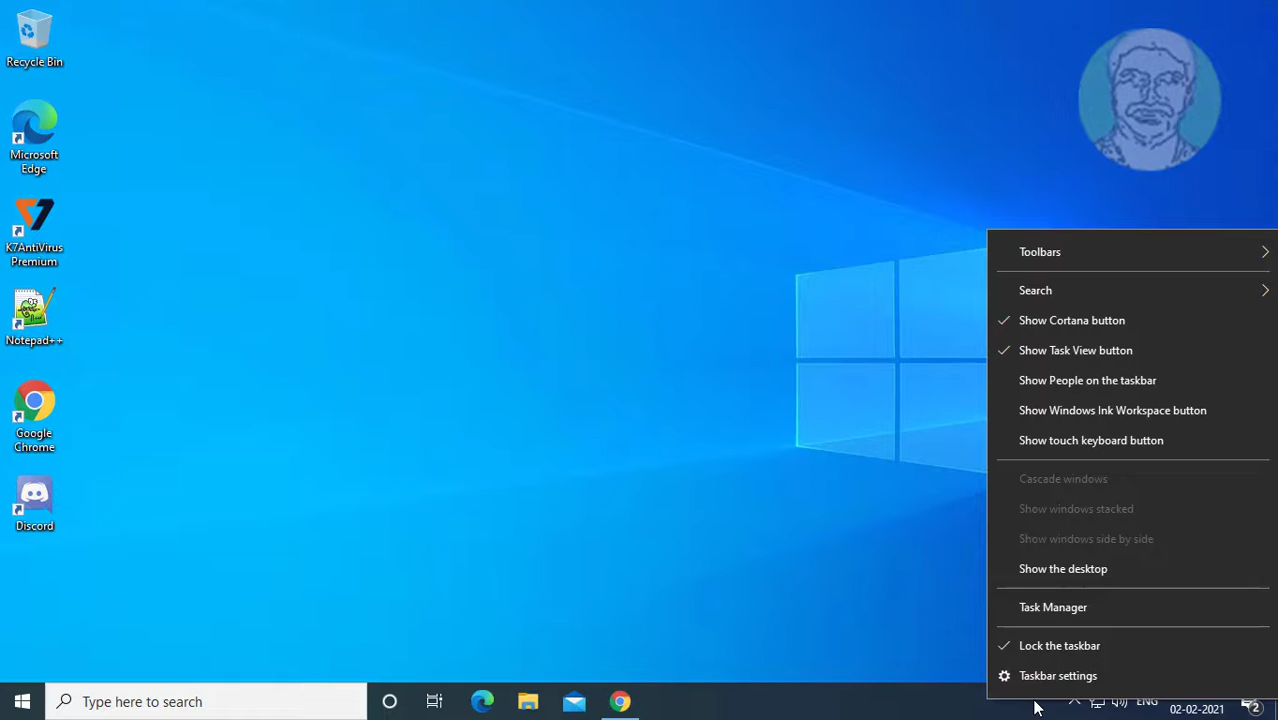 Recycle Bin
Microsoft
Edge
K7AntiVirus
Premium
Notepad++
Google
Chrome
Discord
Toolbars
Search
Show Cortana button
Show Task View button
Show People on the taskbar
Show Windows Ink Workspace button
Show touch keyboard button
Cascade windows
Show windows stacked
Show windows side by side
Show the desktop
Task Manager
Lock the taskbar
Taskbar settings
Type here to search
ENG
02-02-2021
2